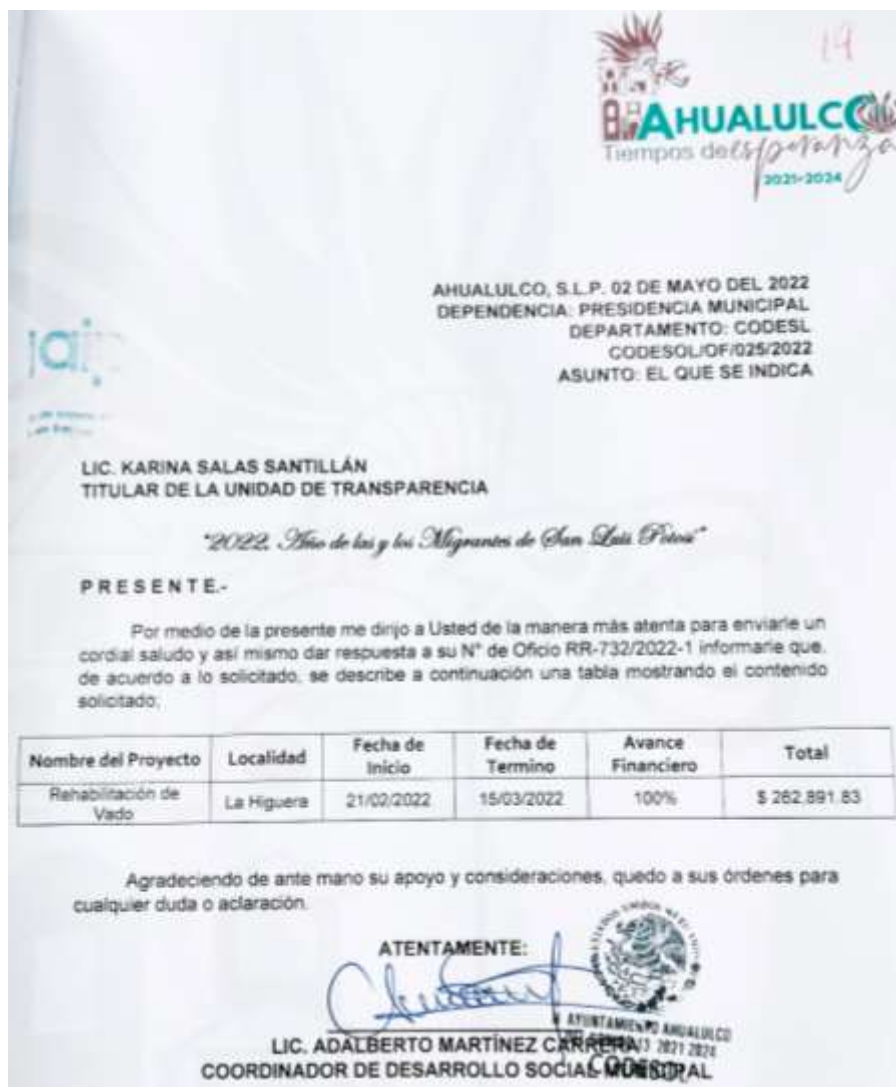 19
AHUALULCO
Tiempos de esperanza
2021-2024
AHUALULCO, S.L.P. 02 DE MAYO DEL 2022
DEPENDENCIA: PRESIDENCIA MUNICIPAL
DEPARTAMENTO: CODESL
CODESOL/OF/025/2022
ASUNTO: EL QUE SE INDICA
LIC. KARINA SALAS SANTILLÁN
TITULAR DE LA UNIDAD DE TRANSPARENCIA
"2022, Año de las y los Migrantes de San Luis Potosí"
P R E S E N T E.-
Por medio de la presente me dirijo a Usted de la manera más atenta para enviarle un
cordial saludo y así mismo dar respuesta a su N° de Oficio RR-732/2022-1 informarle que,
de acuerdo a lo solicitado, se describe a continuación una tabla mostrando el contenido
solicitado;
Nombre del Proyecto Localidad Fecha de Inicio Fecha de Termino Avance Financiero Total
Rehabilitación de Vado La Higuera 21/02/2022 15/03/2022 100% $ 262,891.83
Agradeciendo de ante mano su apoyo y consideraciones, quedo a sus órdenes para
cualquier duda o aclaración.
ATENTAMENTE:
LIC. ADALBERTO MARTÍNEZ CARRERA
COORDINADOR DE DESARROLLO SOCIAL MUNICIPAL
AYUNTAMIENTO AHUALULCO
2021 2024
CODESOL